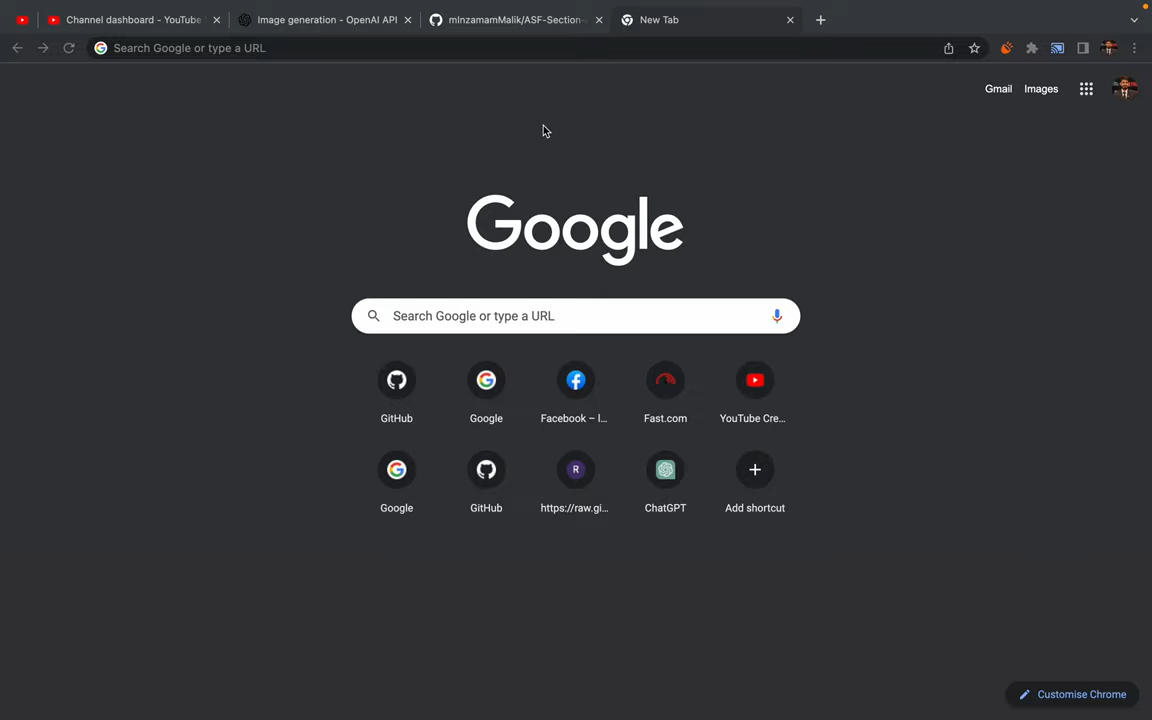 Channel dashboard - YouTube
Image generation - OpenAI API
mInzamamMalik/ASF-Section-
New Tab
Search Google or type a URL
Gmail
Images
Google
Search Google or type a URL
GitHub
Google
Facebook – l...
Fast.com
YouTube Cre...
R
Google
GitHub
https://raw.gi...
ChatGPT
Add shortcut
Customise Chrome